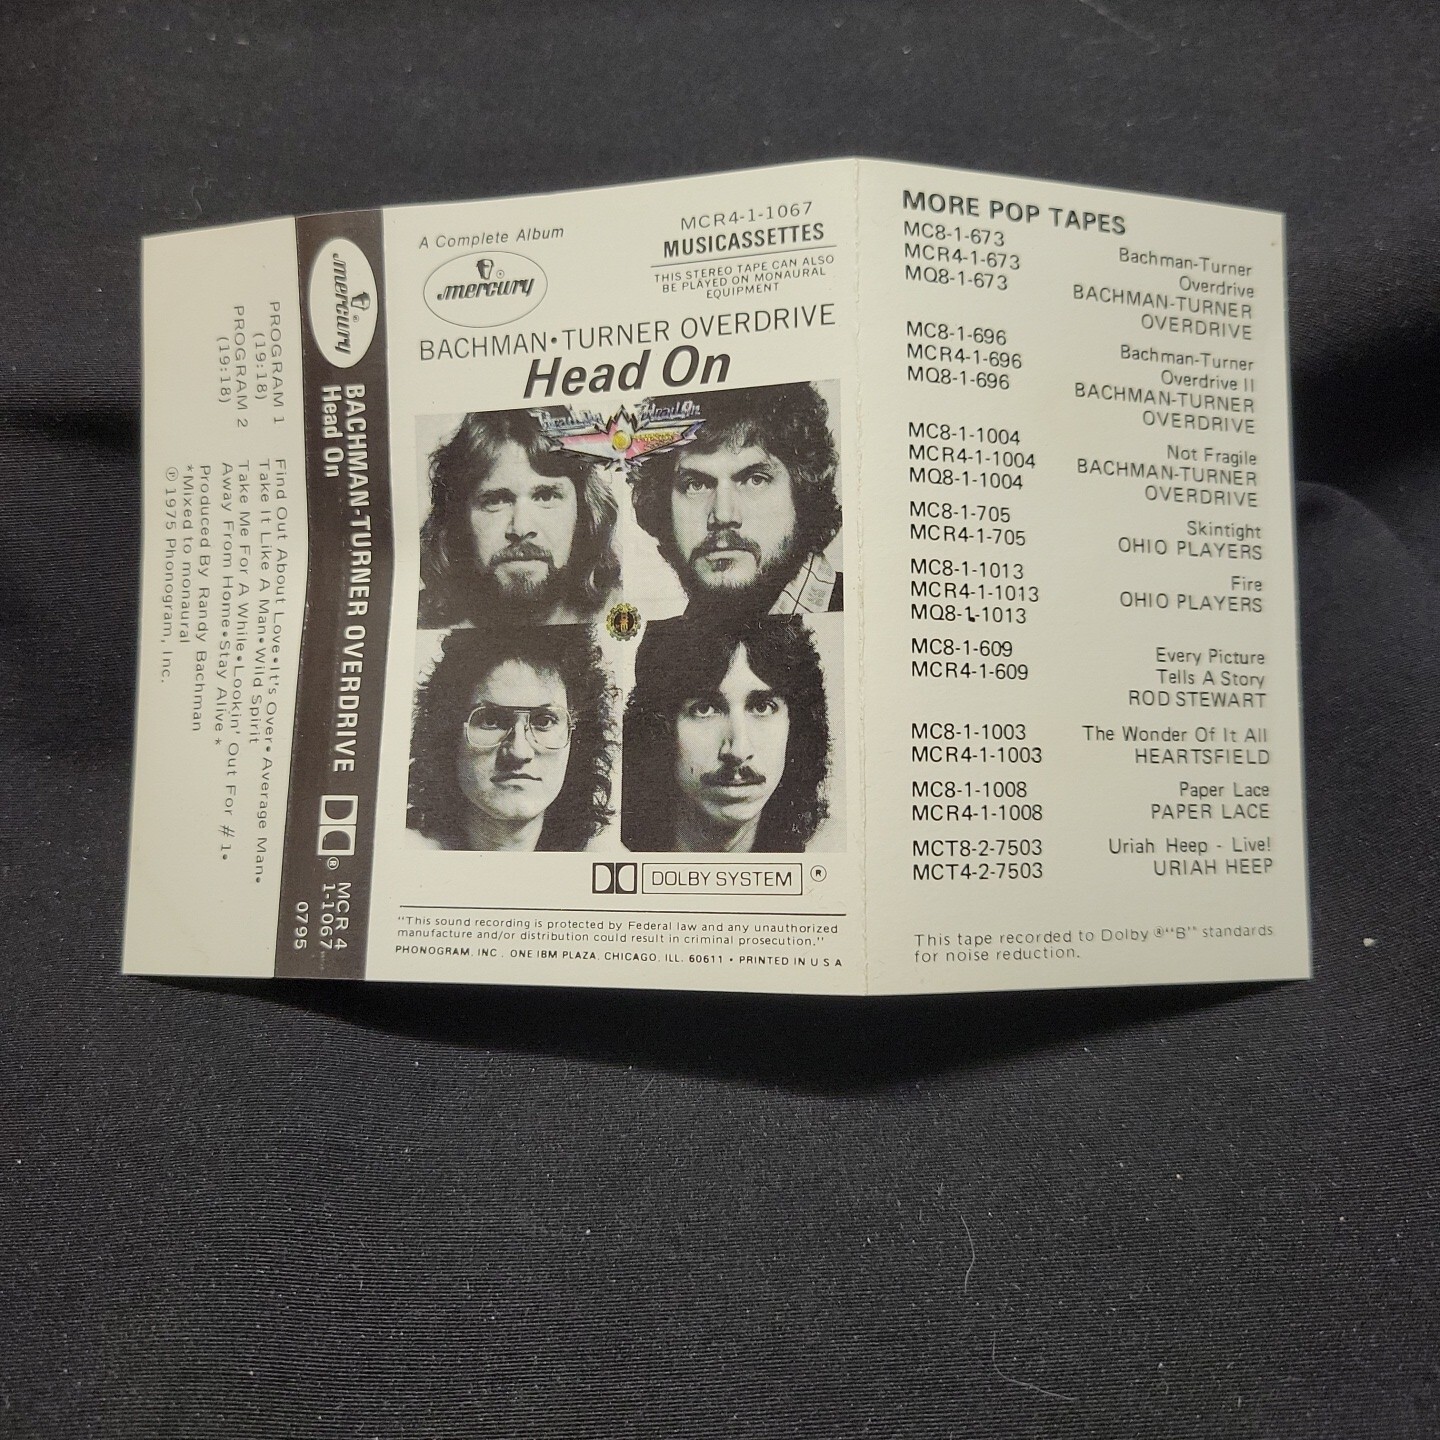 PROGRAM 1
(19:18)
Find Out About Love•It's Over•Average Man•
Take It Like A Man•Wild Spirit
PROGRAM 2
(19:18)
Take Me For A While•Lookin' Out For #1•
Away From Home•Stay Alive*
Produced By Randy Bachman
*Mixed to monaural
℗ 1975 Phonogram, Inc.
mercury ®
BACHMAN-TURNER OVERDRIVE
Head On
®
MCR 4
1-1067
0795
A Complete Album
mercury ®
MCR4-1-1067
MUSICASSETTES
THIS STEREO TAPE CAN ALSO
BE PLAYED ON MONAURAL
EQUIPMENT
BACHMAN•TURNER OVERDRIVE
Head On
Head On
DOLBY SYSTEM ®
"This sound recording is protected by Federal law and any unauthorized
manufacture and/or distribution could result in criminal prosecution."
PHONOGRAM, INC., ONE IBM PLAZA, CHICAGO, ILL. 60611 • PRINTED IN U S A
MORE POP TAPES
MC8-1-673
MCR4-1-673
MQ8-1-673
Bachman-Turner
Overdrive
BACHMAN-TURNER
OVERDRIVE
MC8-1-696
MCR4-1-696
MQ8-1-696
Bachman-Turner
Overdrive II
BACHMAN-TURNER
OVERDRIVE
MC8-1-1004
MCR4-1-1004
MQ8-1-1004
Not Fragile
BACHMAN-TURNER
OVERDRIVE
MC8-1-705
MCR4-1-705
Skintight
OHIO PLAYERS
MC8-1-1013
MCR4-1-1013
MQ8-1-1013
Fire
OHIO PLAYERS
MC8-1-609
MCR4-1-609
Every Picture
Tells A Story
ROD STEWART
MC8-1-1003
MCR4-1-1003
The Wonder Of It All
HEARTSFIELD
MC8-1-1008
MCR4-1-1008
Paper Lace
PAPER LACE
MCT8-2-7503
MCT4-2-7503
Uriah Heep - Live!
URIAH HEEP
This tape recorded to Dolby ®"B" standards
for noise reduction.